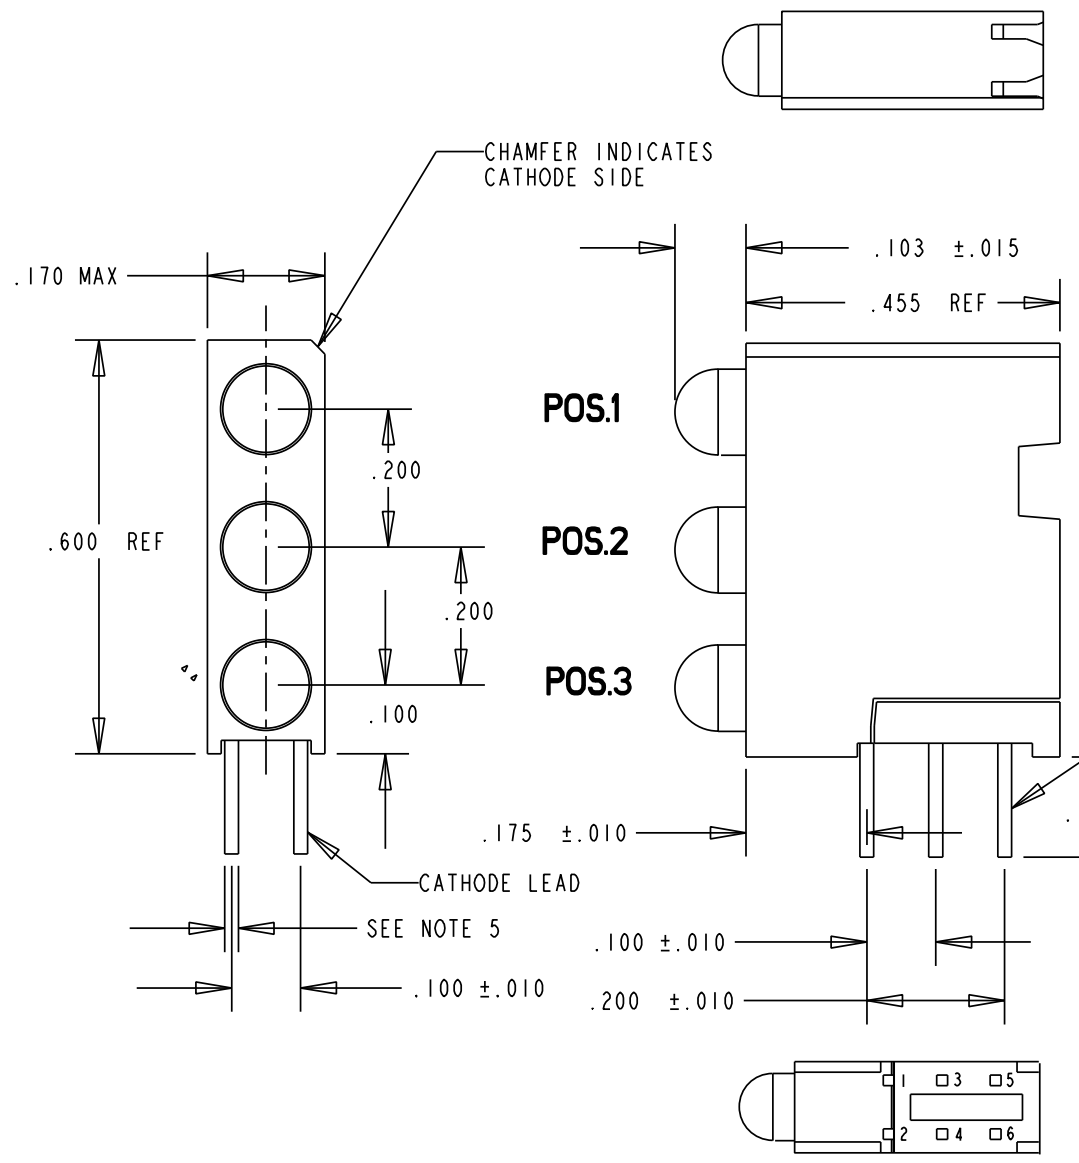 CHAMFER INDICATES
CATHODE SIDE
.170 MAX
.103 ±.015
.455 REF
POS.1
.200
.600 REF
POS.2
.200
POS.3
.100
.175 ±.010
.
CATHODE LEAD
SEE NOTE 5
.100 ±.010
.100 ±.010
.200 ±.010
1 3 5
2 4 6